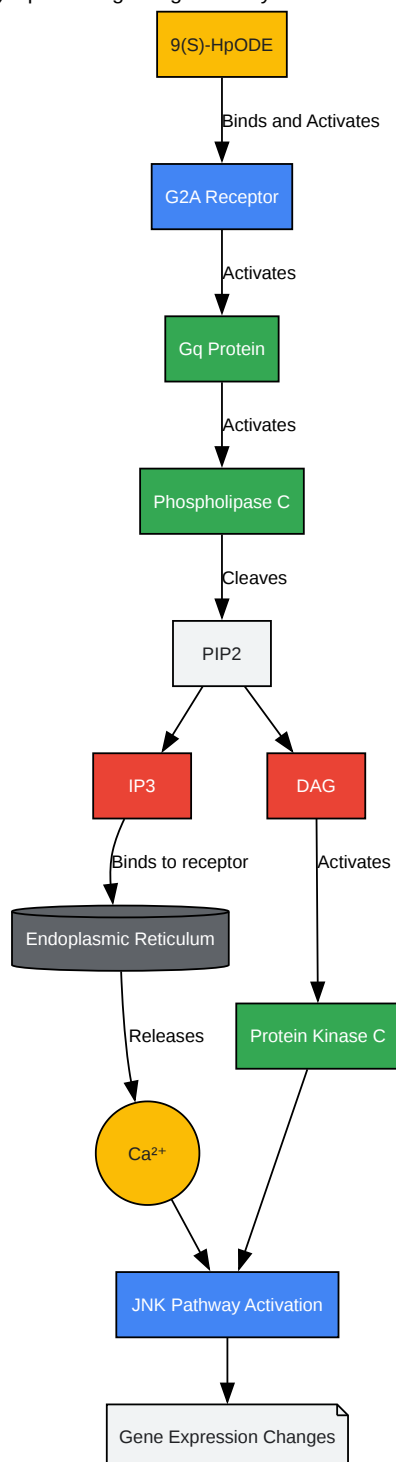 9(S)-HpODE
Binds and Activates
G2A Receptor
Activates
Gq Protein
Activates
Phospholipase C
Cleaves
PIP2
IP3
DAG
Binds to receptor
Activates
Endoplasmic Reticulum
Releases
Protein Kinase C
Ca²⁺
JNK Pathway Activation
Gene Expression Changes